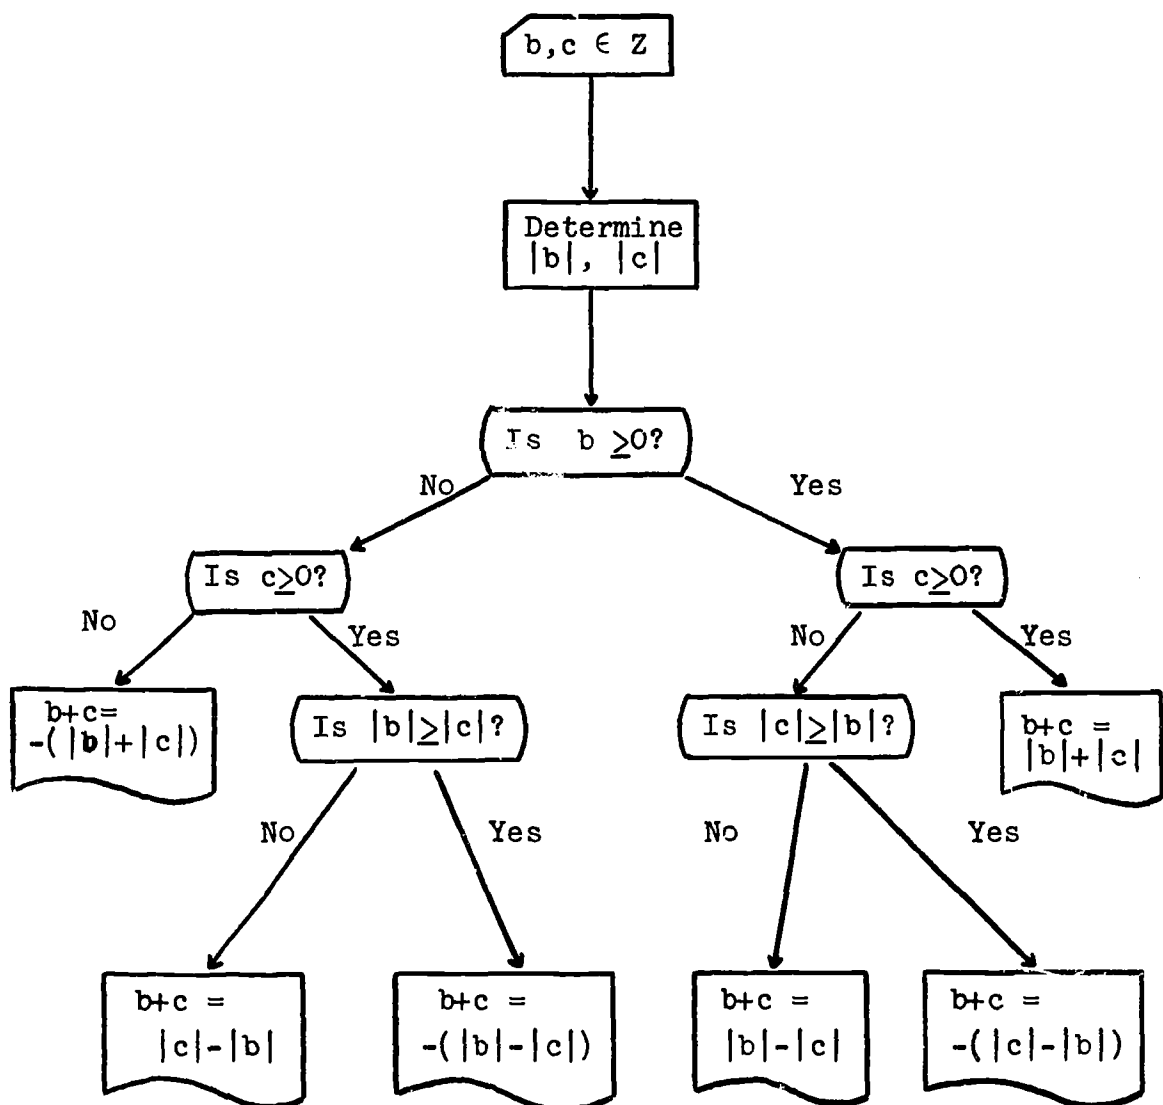 b,c ∈ Z
Determine
|b|, |c|
Is b ≥0?
No
Yes
Is c≥0?
Is c≥0?
No
Yes
No
Yes
b+c=
-(|b|+|c|)
Is |b|≥|c|?
Is |c|≥|b|?
b+c =
|b|+|c|
No
Yes
No
Yes
b+c =
|c|-|b|
b+c =
-(|b|-|c|)
b+c =
|b|-|c|
b+c =
-(|c|-|b|)